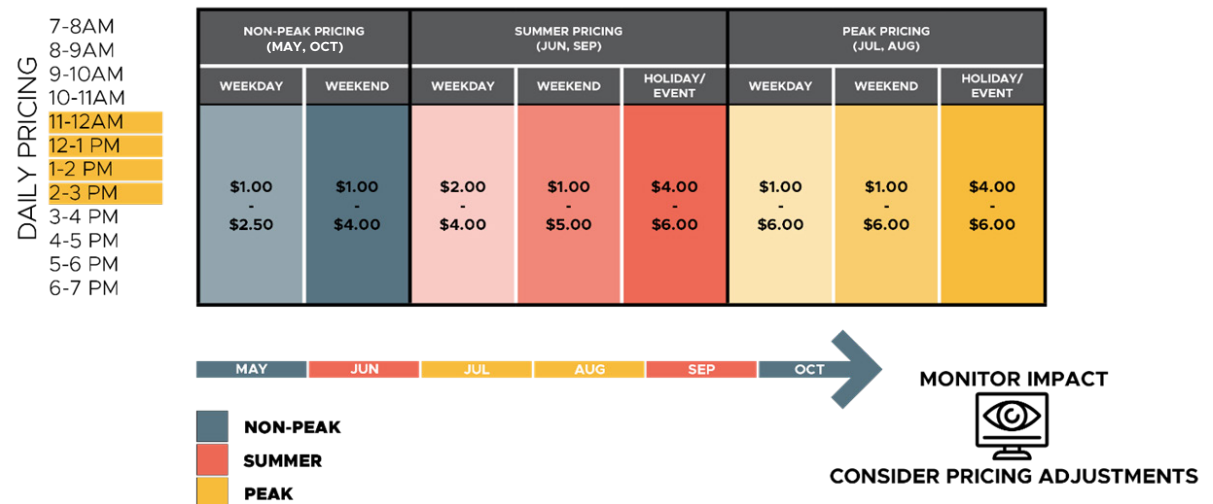 DAILY PRICING
7-8AM
8-9AM
9-10AM
10-11AM
11-12AM
12-1 PM
1-2 PM
2-3 PM
3-4 PM
4-5 PM
5-6 PM
6-7 PM
NON-PEAK PRICING
(MAY, OCT)
SUMMER PRICING
(JUN, SEP)
PEAK PRICING
(JUL, AUG)
WEEKDAY
WEEKEND
WEEKDAY
WEEKEND
HOLIDAY/
EVENT
WEEKDAY
WEEKEND
HOLIDAY/
EVENT
$1.00
-
$2.50
$1.00
-
$4.00
$2.00
-
$4.00
$1.00
-
$5.00
$4.00
-
$6.00
$1.00
-
$6.00
$1.00
-
$6.00
$4.00
-
$6.00
MAY
JUN
JUL
AUG
SEP
OCT
NON-PEAK
SUMMER
PEAK
MONITOR IMPACT
CONSIDER PRICING ADJUSTMENTS